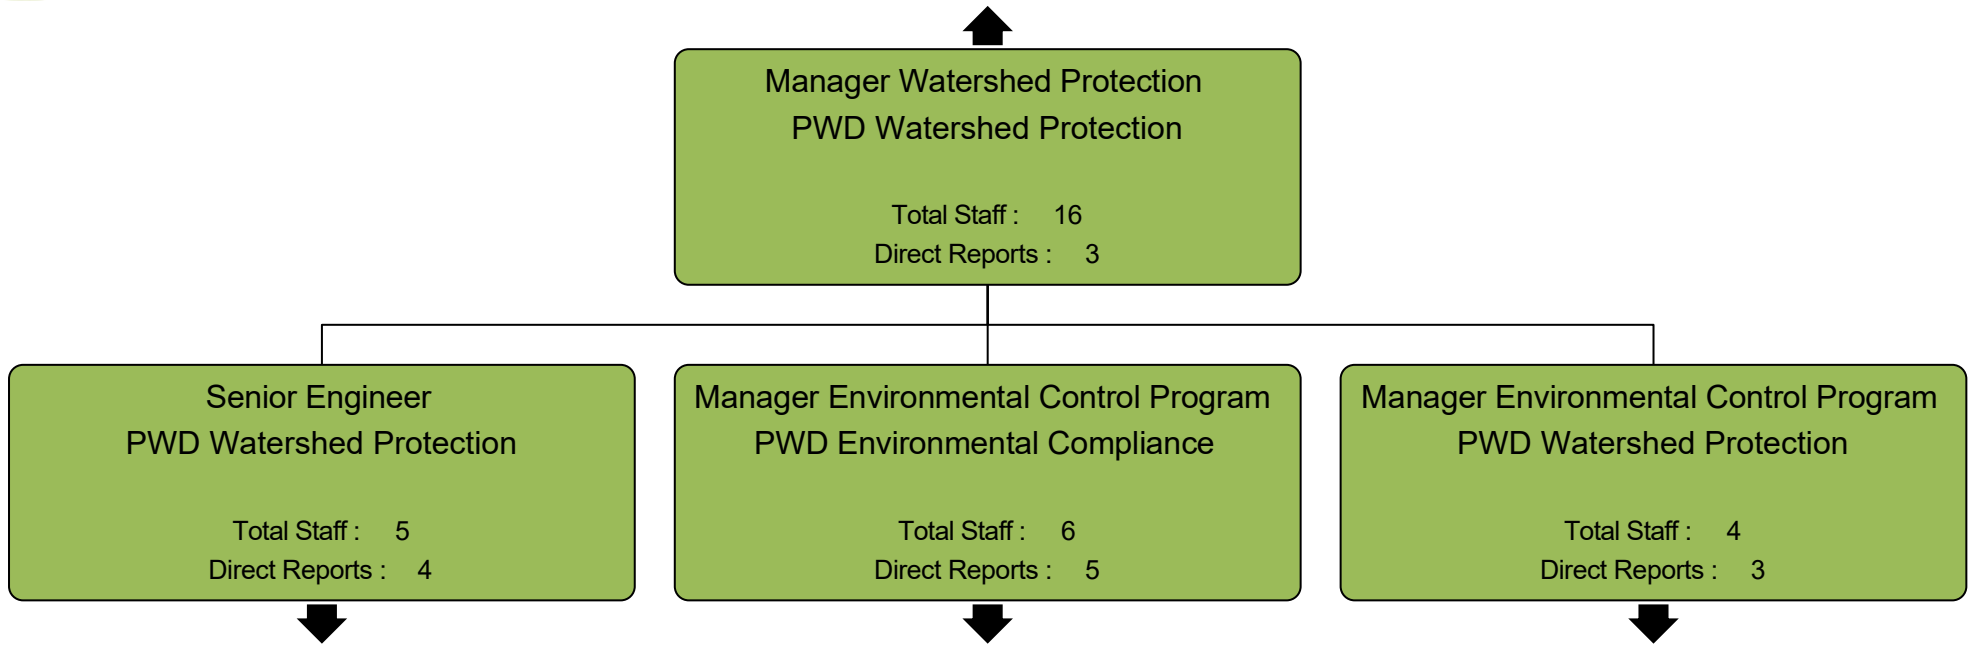 Manager Watershed Protection
PWD Watershed Protection
Total Staff : 16
Direct Reports : 3
Senior Engineer
PWD Watershed Protection
Total Staff : 5
Direct Reports : 4
Manager Environmental Control Program
PWD Environmental Compliance
Total Staff : 6
Direct Reports : 5
Manager Environmental Control Program
PWD Watershed Protection
Total Staff : 4
Direct Reports : 3